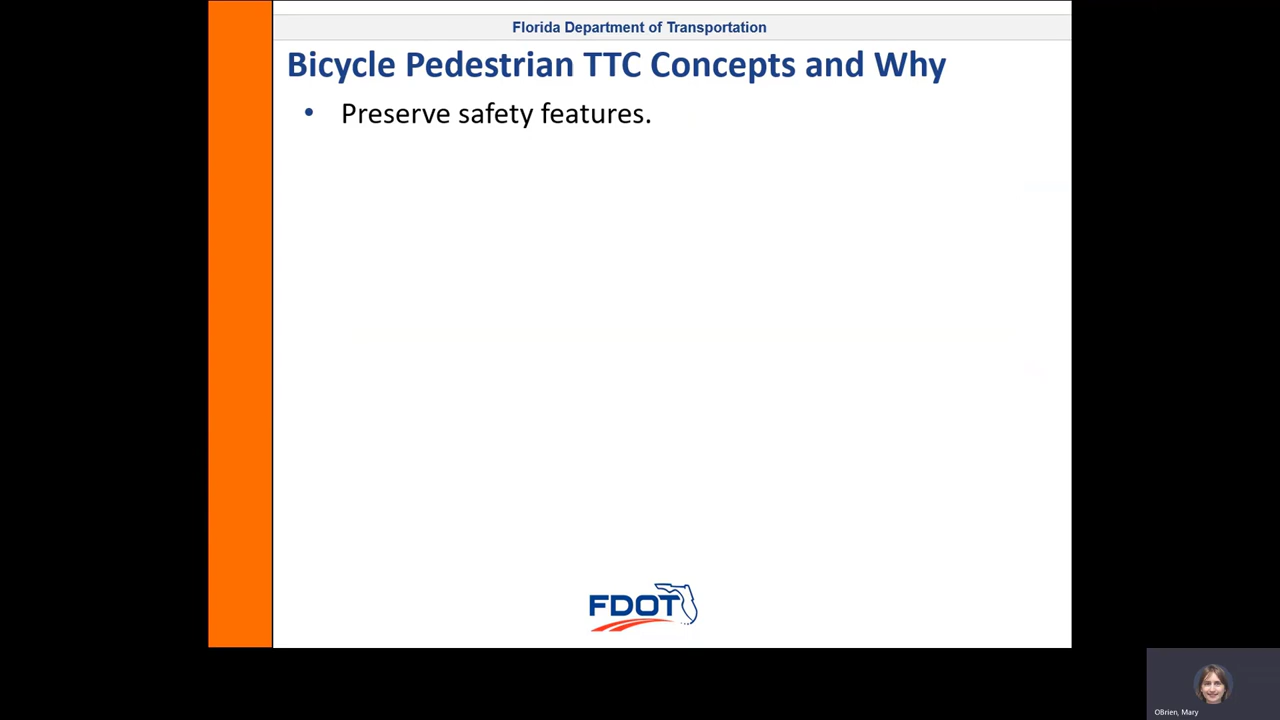 Florida Department of Transportation
Bicycle Pedestrian TTC Concepts and Why
• Preserve safety features.
FDOT
OBrien, Mary